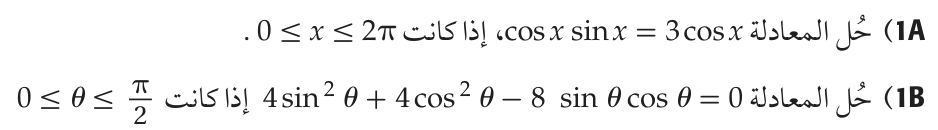 1A) حُل المعادلة cos x sin x = 3 cos x، إذا كانت 0 ≤ x ≤ 2π .
1B) حُل المعادلة 4 sin² θ + 4 cos² θ − 8 sin θ cos θ = 0 إذا كانت 0 ≤ θ ≤ π/2